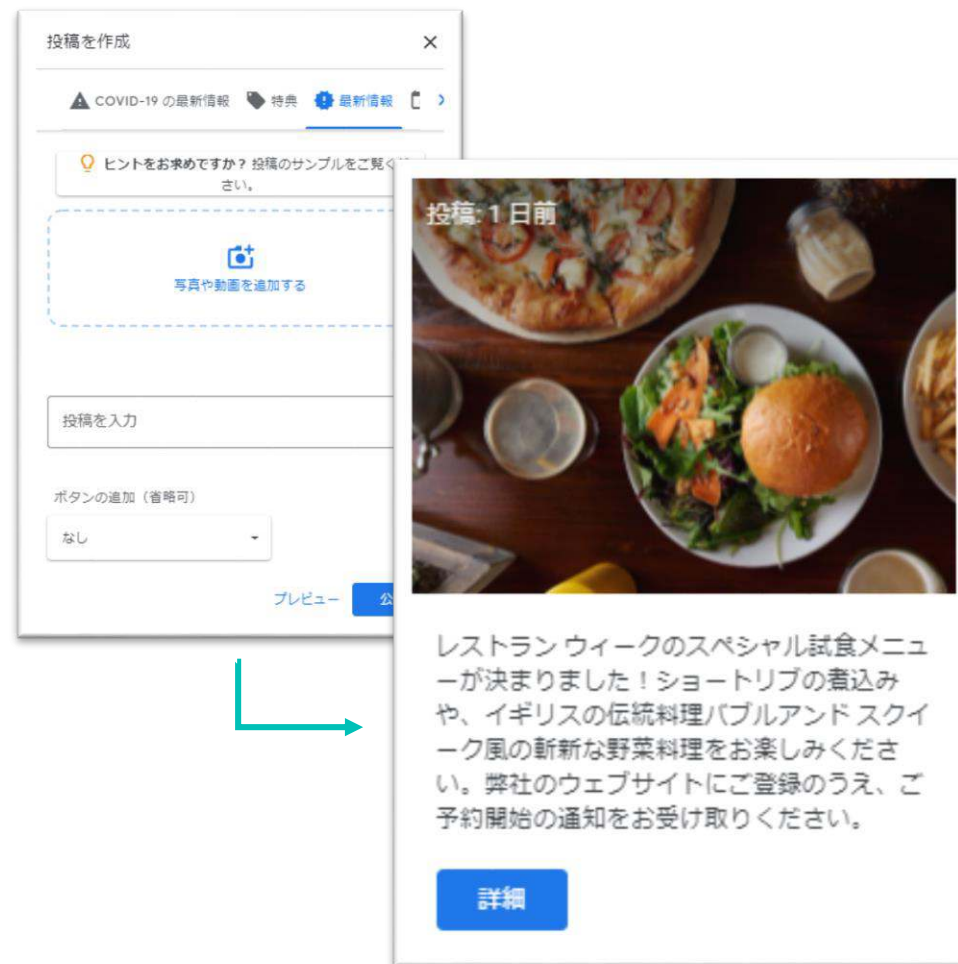 投稿を作成
COVID-19 の最新情報 特典 最新情報
ヒントをお求めですか？ 投稿のサンプルをご覧くだ
さい。
写真や動画を追加する
投稿を入力
ボタンの追加（省略可）
なし
プレビュー 公
投稿: 1 日前
レストラン ウィークのスペシャル試食メニュ
ーが決まりました！ショートリブの煮込み
や、イギリスの伝統料理バブルアンド スクイ
ーク風の斬新な野菜料理をお楽しみくださ
い。弊社のウェブサイトにご登録のうえ、ご
予約開始の通知をお受け取りください。
詳細